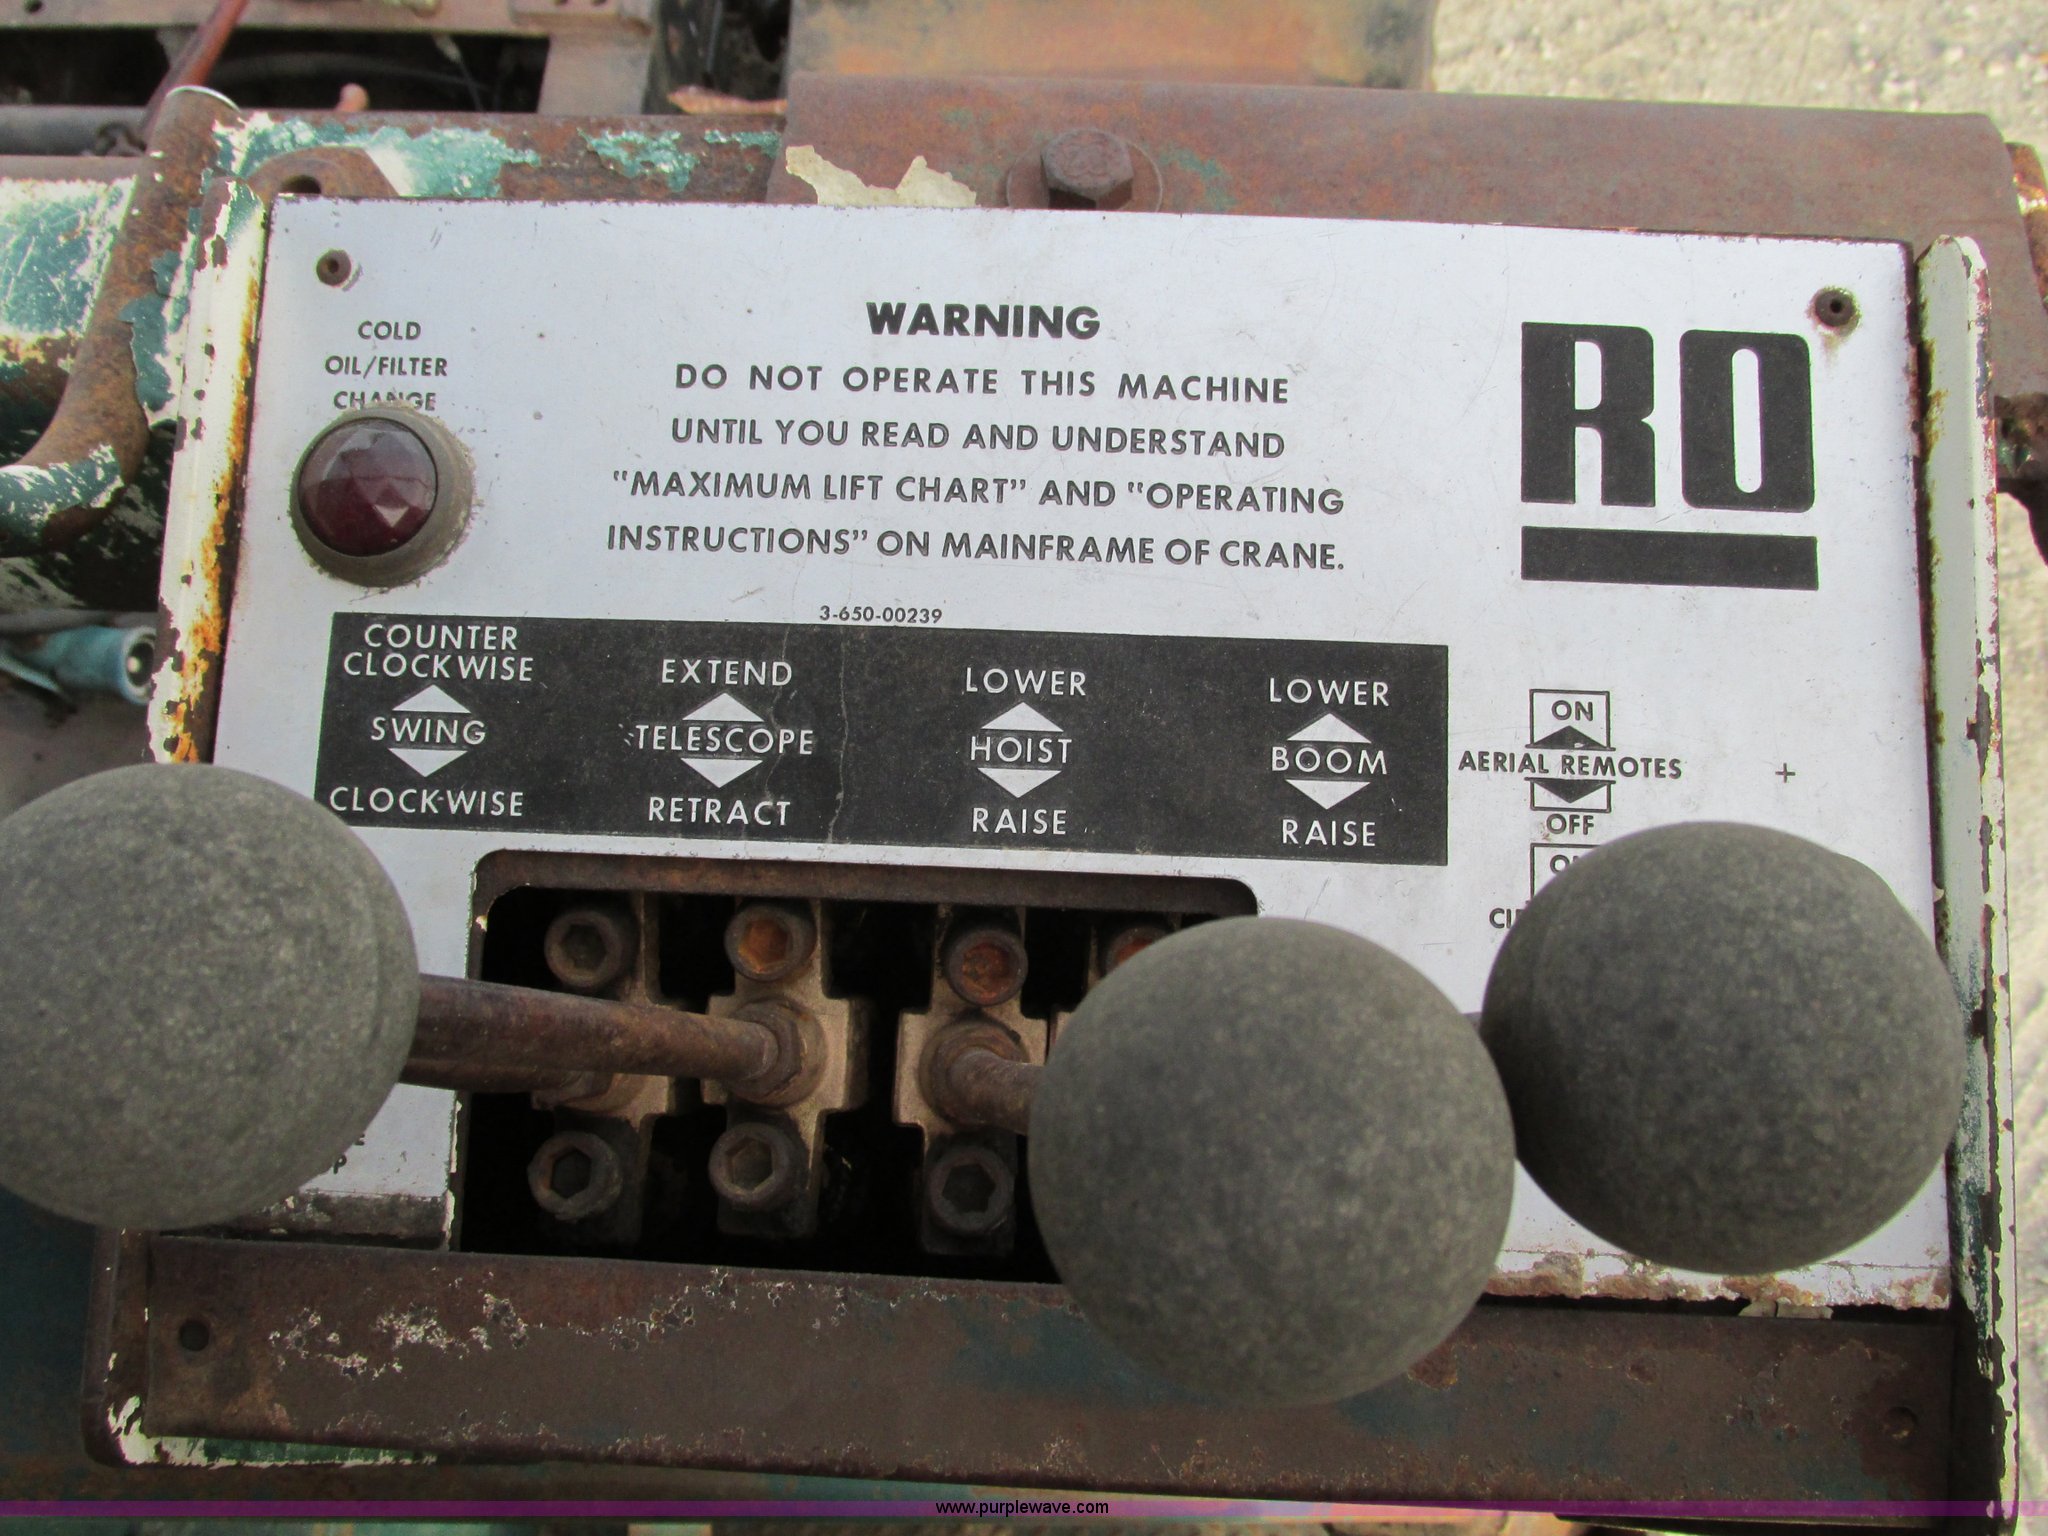 COLD
OIL/FILTER
CHANGE
WARNING
DO NOT OPERATE THIS MACHINE
UNTIL YOU READ AND UNDERSTAND
"MAXIMUM LIFT CHART" AND "OPERATING
INSTRUCTIONS" ON MAINFRAME OF CRANE.
RO
3-650-00239
COUNTER
CLOCKWISE
SWING
CLOCKWISE
EXTEND
TELESCOPE
RETRACT
LOWER
HOIST
RAISE
LOWER
BOOM
RAISE
ON
AERIAL REMOTES
OFF
+
www.purplewave.com